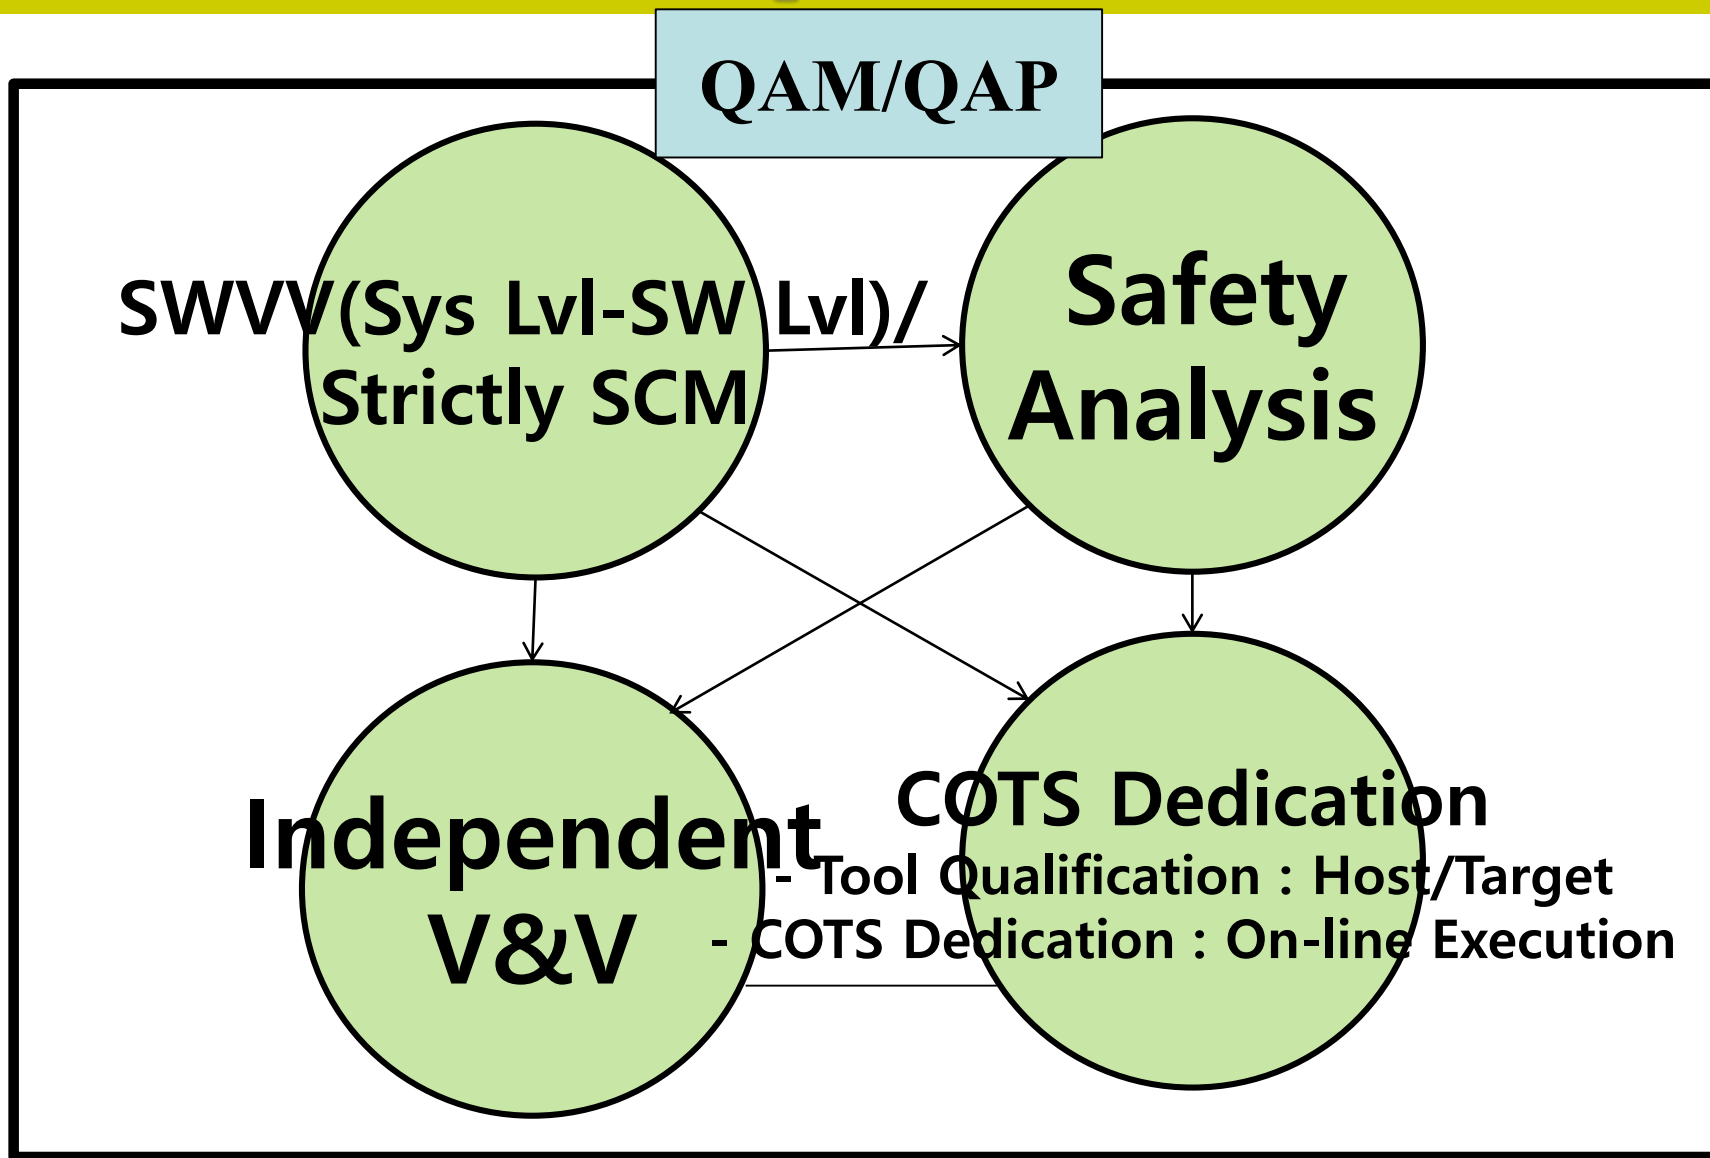 QAM/QAP
SWVV(Sys Lvl-SW Lvl)/
Strictly SCM
Safety
Analysis
Independent
V&V
COTS Dedication
- Tool Qualification : Host/Target
- COTS Dedication : On-line Execution